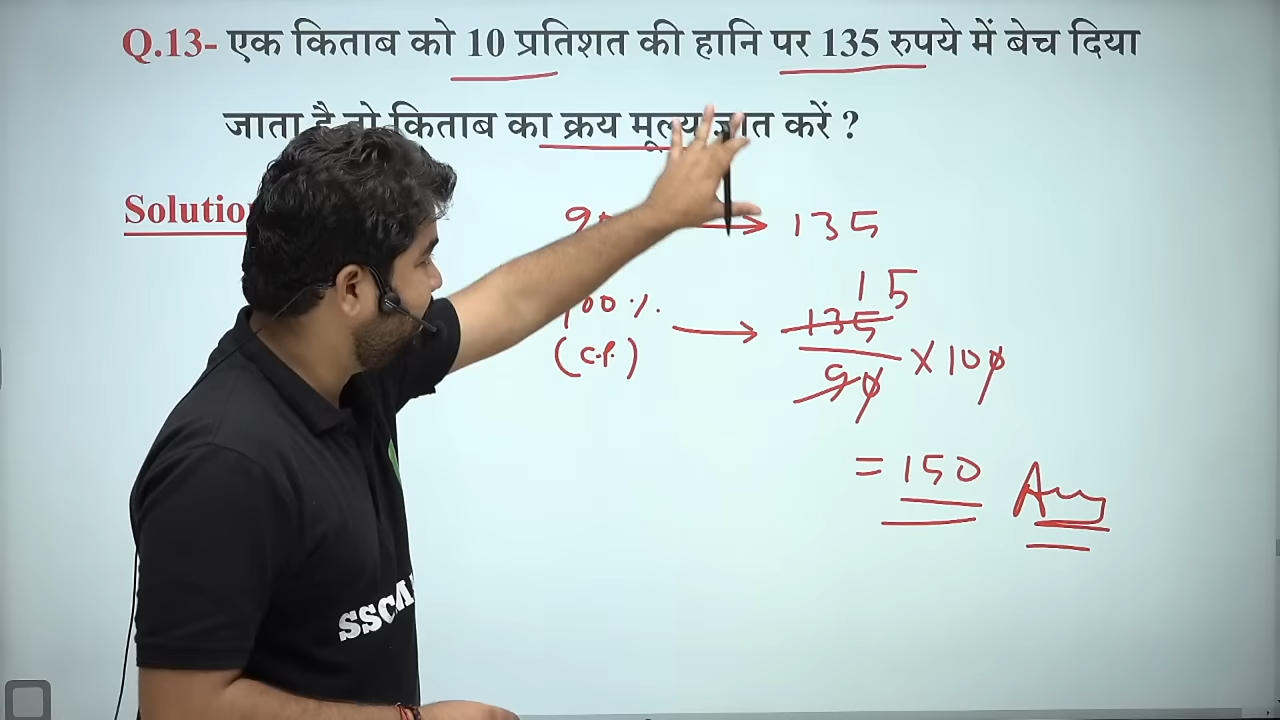 Q.13- एक किताब को 10 प्रतिशत की हानि पर 135 रुपये में बेच दिया
जाता है तो किताब का क्रय मूल्य ज्ञात करें ?
Solution
135
15
100% 135
90 × 100
(C.P.)
= 150 Ans
SSCMA